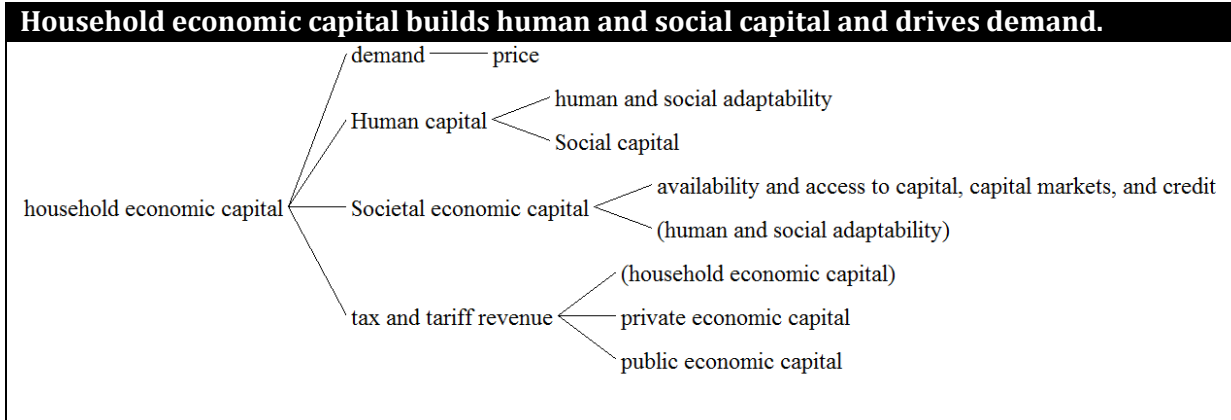 Household economic capital builds human and social capital and drives demand.
demand price
human and social adaptability
Human capital
Social capital
availability and access to capital, capital markets, and credit
household economic capital Societal economic capital
(human and social adaptability)
(household economic capital)
tax and tariff revenue private economic capital
public economic capital